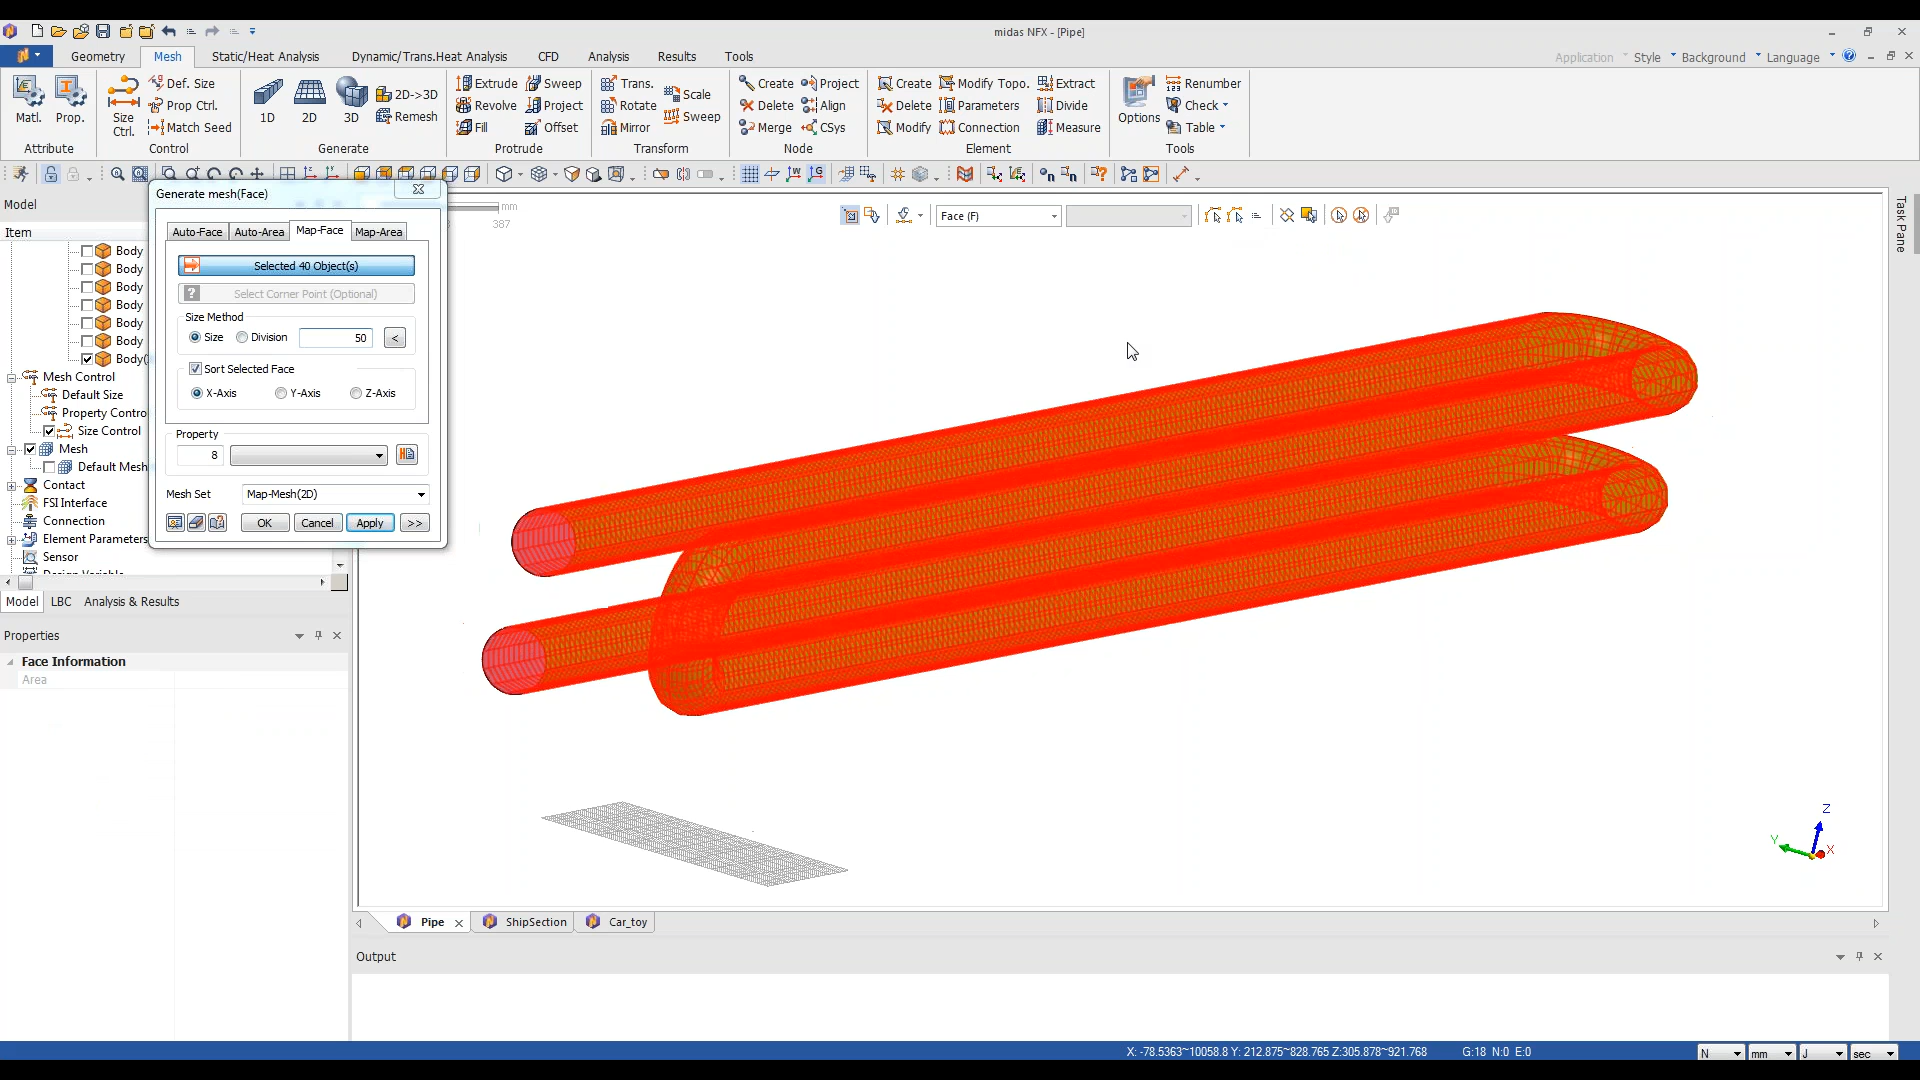 midas NFX - [Pipe]
Geometry Mesh Static/Heat Analysis Dynamic/Trans.Heat Analysis CFD Analysis Results Tools Application Style Background Language
Matl. Prop. Size Ctrl. Def. Size Prop Ctrl. Match Seed 1D 2D 3D 2D->3D Remesh
Extrude Sweep Revolve Project Fill Offset Trans. Scale Rotate Sweep Mirror
Create Project Delete Align Merge CSys Create Modify Topo. Extract Delete Parameters Divide Modify Connection Measure
Options Renumber Check Table
Attribute Control Generate Protrude Transform Node Element Tools
Model
Item
Body
Body
Body
Body
Body
Body
Body(
Mesh Control
Default Size
Property Contro
Size Control
Mesh
Default Mesh
Contact
FSI Interface
Connection
Element Parameters
Sensor
Model LBC Analysis & Results
Properties
Face Information
Area
Generate mesh(Face)
Auto-Face Auto-Area Map-Face Map-Area
Selected 40 Object(s)
Select Corner Point (Optional)
Size Method
Size Division 50 <
Sort Selected Face
X-Axis Y-Axis Z-Axis
Property
8
Mesh Set Map-Mesh(2D)
OK Cancel Apply >>
mm
387
Face (F)
Task Pane
Z
Y
X
Pipe ShipSection Car_toy
Output
X: -78.5363~10058.8 Y: 212.875~828.765 Z:305.878~921.768 G:18 N:0 E:0 N mm J sec